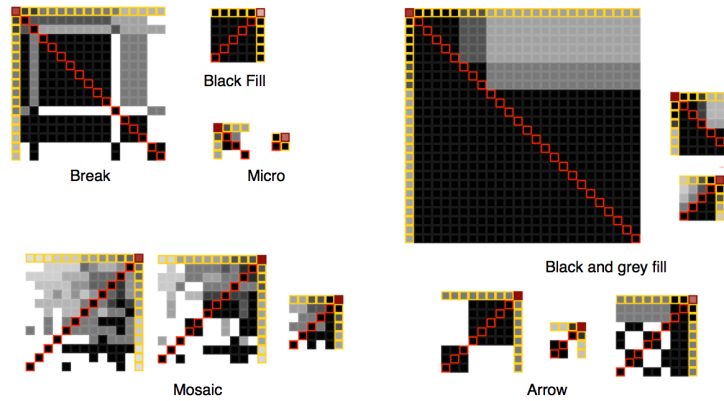 Black Fill
Break
Micro
Black and grey fill
Mosaic
Arrow